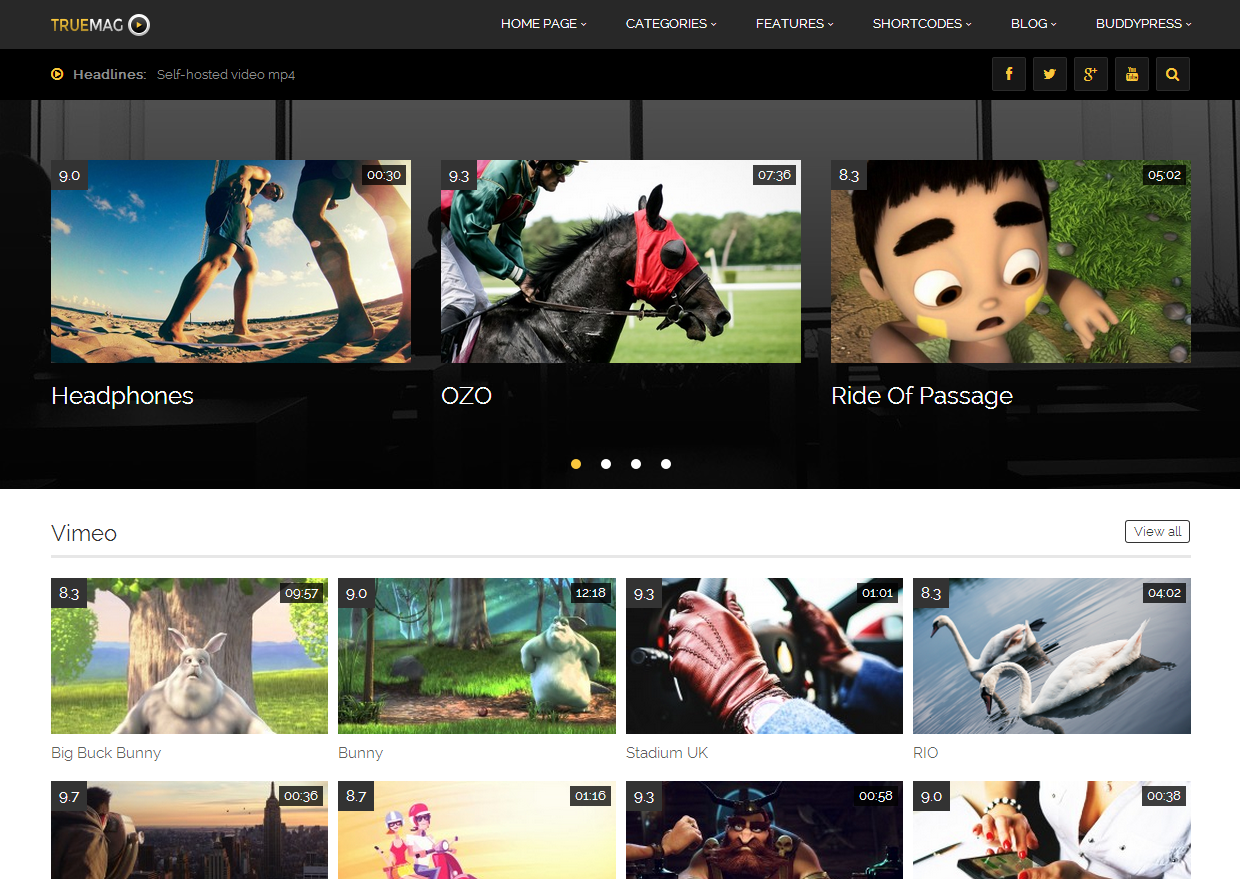 TRUEMAG
HOME PAGE CATEGORIES FEATURES SHORTCODES BLOG BUDDYPRESS
Headlines: Self-hosted video mp4
f g+ You Tube
9.0 00:30
9.3 07:36
8.3 05:02
Headphones
OZO
Ride Of Passage
Vimeo
View all
8.3 09:57
9.0 12:18
9.3 01:01
8.3 04:02
Big Buck Bunny
Bunny
Stadium UK
RIO
9.7 00:36
8.7 01:16
9.3 00:58
9.0 00:38